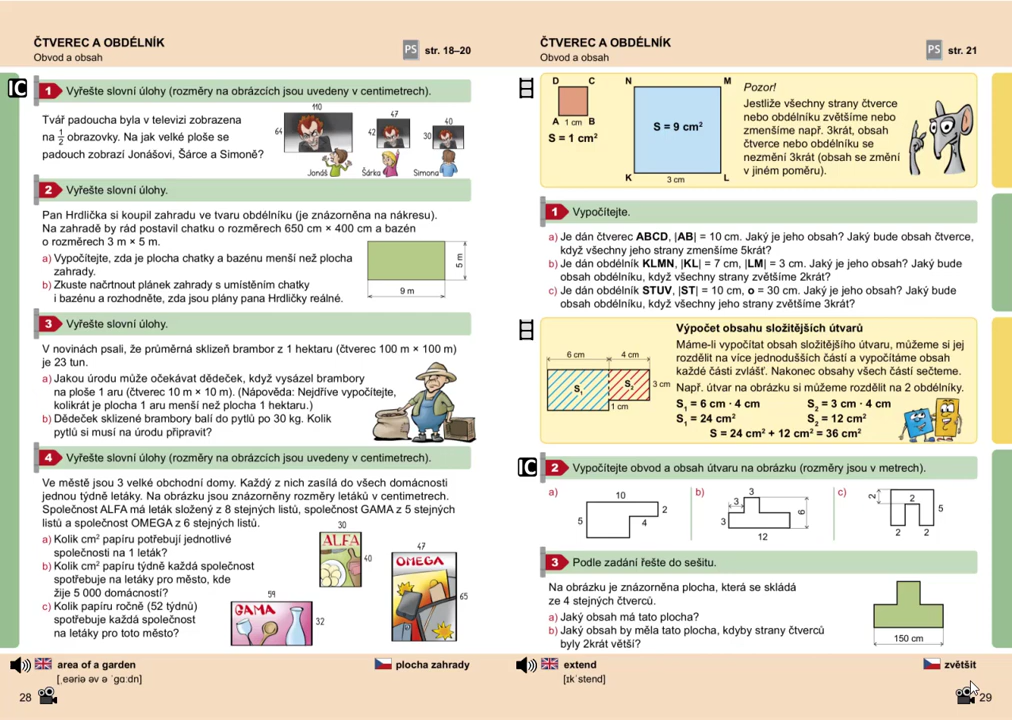 ČTVEREC A OBDÉLNÍK
Obvod a obsah
PS str. 18–20
IC
1 Vyřešte slovní úlohy (rozměry na obrázcích jsou uvedeny v centimetrech).
Tvář padoucha byla v televizi zobrazena
na 1/2 obrazovky. Na jak velké ploše se
padouch zobrazí Jonášovi, Šárce a Simoně?
110
64
Jonáš
47
42
Šárka
40
30
Simona
2 Vyřešte slovní úlohy.
Pan Hrdlička si koupil zahradu ve tvaru obdélníku (je znázorněna na nákresu).
Na zahradě by rád postavil chatku o rozměrech 650 cm × 400 cm a bazén
o rozměrech 3 m × 5 m.
a) Vypočítejte, zda je plocha chatky a bazénu menší než plocha
zahrady.
b) Zkuste načrtnout plánek zahrady s umístěním chatky
i bazénu a rozhodněte, zda jsou plány pana Hrdličky reálné.
5 m
9 m
3 Vyřešte slovní úlohy.
V novinách psali, že průměrná sklizeň brambor z 1 hektaru (čtverec 100 m × 100 m)
je 23 tun.
a) Jakou úrodu může očekávat dědeček, když vysázel brambory
na ploše 1 aru (čtverec 10 m × 10 m). (Nápověda: Nejdříve vypočítejte,
kolikrát je plocha 1 aru menší než plocha 1 hektaru.)
b) Dědeček sklizené brambory balí do pytlů po 30 kg. Kolik
pytlů si musí na úrodu připravit?
4 Vyřešte slovní úlohy (rozměry na obrázcích jsou uvedeny v centimetrech).
Ve městě jsou 3 velké obchodní domy. Každý z nich zasílá do všech domácností
jednou týdně letáky. Na obrázku jsou znázorněny rozměry letáků v centimetrech.
Společnost ALFA má leták složený z 8 stejných listů, společnost GAMA z 5 stejných
listů a společnost OMEGA z 6 stejných listů.
a) Kolik cm² papíru potřebují jednotlivé
společnosti na 1 leták?
b) Kolik cm² papíru týdně každá společnost
spotřebuje na letáky pro město, kde
žije 5 000 domácností?
c) Kolik papíru ročně (52 týdnů)
spotřebuje každá společnost
na letáky pro toto město?
30
ALFA
40
47
OMEGA
65
59
GAMA
32
area of a garden
[ˌeəriə əv ə ˈgɑːdn]
plocha zahrady
28
ČTVEREC A OBDÉLNÍK
Obvod a obsah
PS str. 21
D C
A 1 cm B
S = 1 cm²
N M
S = 9 cm²
K 3 cm L
Pozor!
Jestliže všechny strany čtverce
nebo obdélníku zvětšíme nebo
zmenšíme např. 3krát, obsah
čtverce nebo obdélníku se
nezmění 3krát (obsah se změní
v jiném poměru).
1 Vypočítejte.
a) Je dán čtverec ABCD, |AB| = 10 cm. Jaký je jeho obsah? Jaký bude obsah čtverce,
když všechny jeho strany zmenšíme 5krát?
b) Je dán obdélník KLMN, |KL| = 7 cm, |LM| = 3 cm. Jaký je jeho obsah? Jaký bude
obsah obdélníku, když všechny strany zvětšíme 2krát?
c) Je dán obdélník STUV, |ST| = 10 cm, o = 30 cm. Jaký je jeho obsah? Jaký bude
obsah obdélníku, když všechny jeho strany zvětšíme 3krát?
Výpočet obsahu složitějších útvarů
Máme-li vypočítat obsah složitějšího útvaru, můžeme si jej
rozdělit na více jednodušších částí a vypočítáme obsah
každé části zvlášť. Nakonec obsahy všech částí sečteme.
Např. útvar na obrázku si můžeme rozdělit na 2 obdélníky.
S₁ = 6 cm · 4 cm S₂ = 3 cm · 4 cm
S₁ = 24 cm² S₂ = 12 cm²
S = 24 cm² + 12 cm² = 36 cm²
6 cm
4 cm
S₁
S₂
3 cm
1 cm
IC
2 Vypočítejte obvod a obsah útvaru na obrázku (rozměry jsou v metrech).
a)
10
2
5
4
b)
3
3
6
3
12
c)
2
2
5
2
2
3 Podle zadání řešte do sešitu.
Na obrázku je znázorněna plocha, která se skládá
ze 4 stejných čtverců.
a) Jaký obsah má tato plocha?
b) Jaký obsah by měla tato plocha, kdyby strany čtverců
byly 2krát větší?
150 cm
extend
[ɪkˈstend]
zvětšit
29